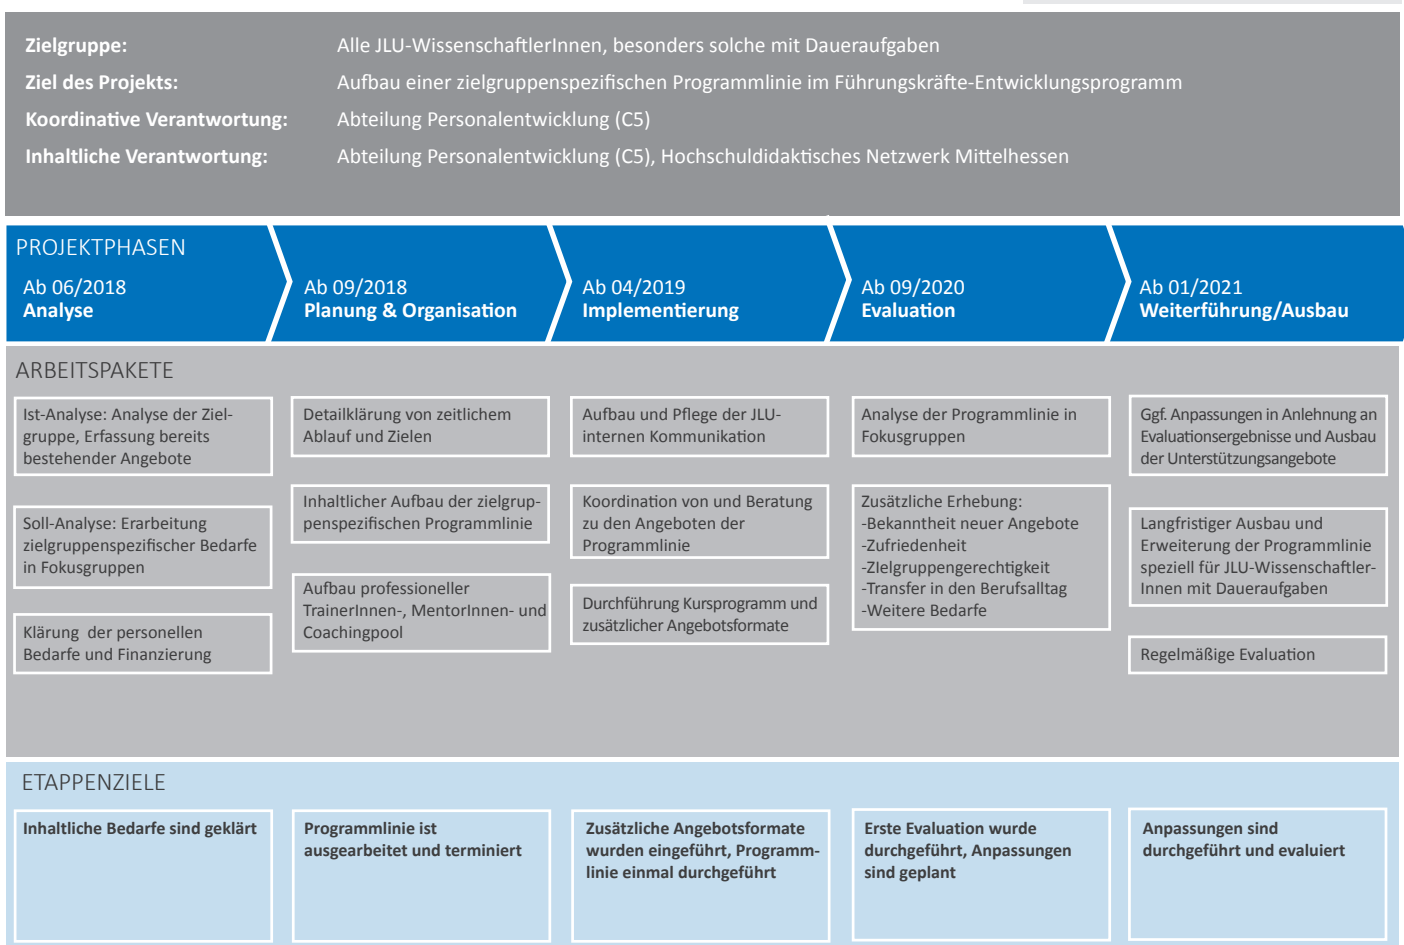 Zielgruppe: Alle JLU-WissenschaftlerInnen, besonders solche mit Daueraufgaben
Ziel des Projekts: Aufbau einer zielgruppenspezifischen Programmlinie im Führungskräfte-Entwicklungsprogramm
Koordinative Verantwortung: Abteilung Personalentwicklung (C5)
Inhaltliche Verantwortung: Abteilung Personalentwicklung (C5), Hochschuldidaktisches Netzwerk Mittelhessen
PROJEKTPHASEN
Ab 06/2018
Analyse
Ab 09/2018
Planung & Organisation
Ab 04/2019
Implementierung
Ab 09/2020
Evaluation
Ab 01/2021
Weiterführung/Ausbau
ARBEITSPAKETE
Ist-Analyse: Analyse der Ziel-
gruppe, Erfassung bereits
bestehender Angebote
Soll-Analyse: Erarbeitung
zielgruppenspezifischer Bedarfe
in Fokusgruppen
Klärung der personellen
Bedarfe und Finanzierung
Detailklärung von zeitlichem
Ablauf und Zielen
Inhaltlicher Aufbau der zielgrup-
penspezifischen Programmlinie
Aufbau professioneller
TrainerInnen-, MentorInnen- und
Coachingpool
Aufbau und Pflege der JLU-
internen Kommunikation
Koordination von und Beratung
zu den Angeboten der
Programmlinie
Durchführung Kursprogramm und
zusätzlicher Angebotsformate
Analyse der Programmlinie in
Fokusgruppen
Zusätzliche Erhebung:
-Bekanntheit neuer Angebote
-Zufriedenheit
-ZIelgruppengerechtigkeit
-Transfer in den Berufsalltag
-Weitere Bedarfe
Ggf. Anpassungen in Anlehnung an
Evaluationsergebnisse und Ausbau
der Unterstützungsangebote
Langfristiger Ausbau und
Erweiterung der Programmlinie
speziell für JLU-Wissenschaftler-
Innen mit Daueraufgaben
Regelmäßige Evaluation
ETAPPENZIELE
Inhaltliche Bedarfe sind geklärt
Programmlinie ist
ausgearbeitet und terminiert
Zusätzliche Angebotsformate
wurden eingeführt, Programm-
linie einmal durchgeführt
Erste Evaluation wurde
durchgeführt, Anpassungen
sind geplant
Anpassungen sind
durchgeführt und evaluiert